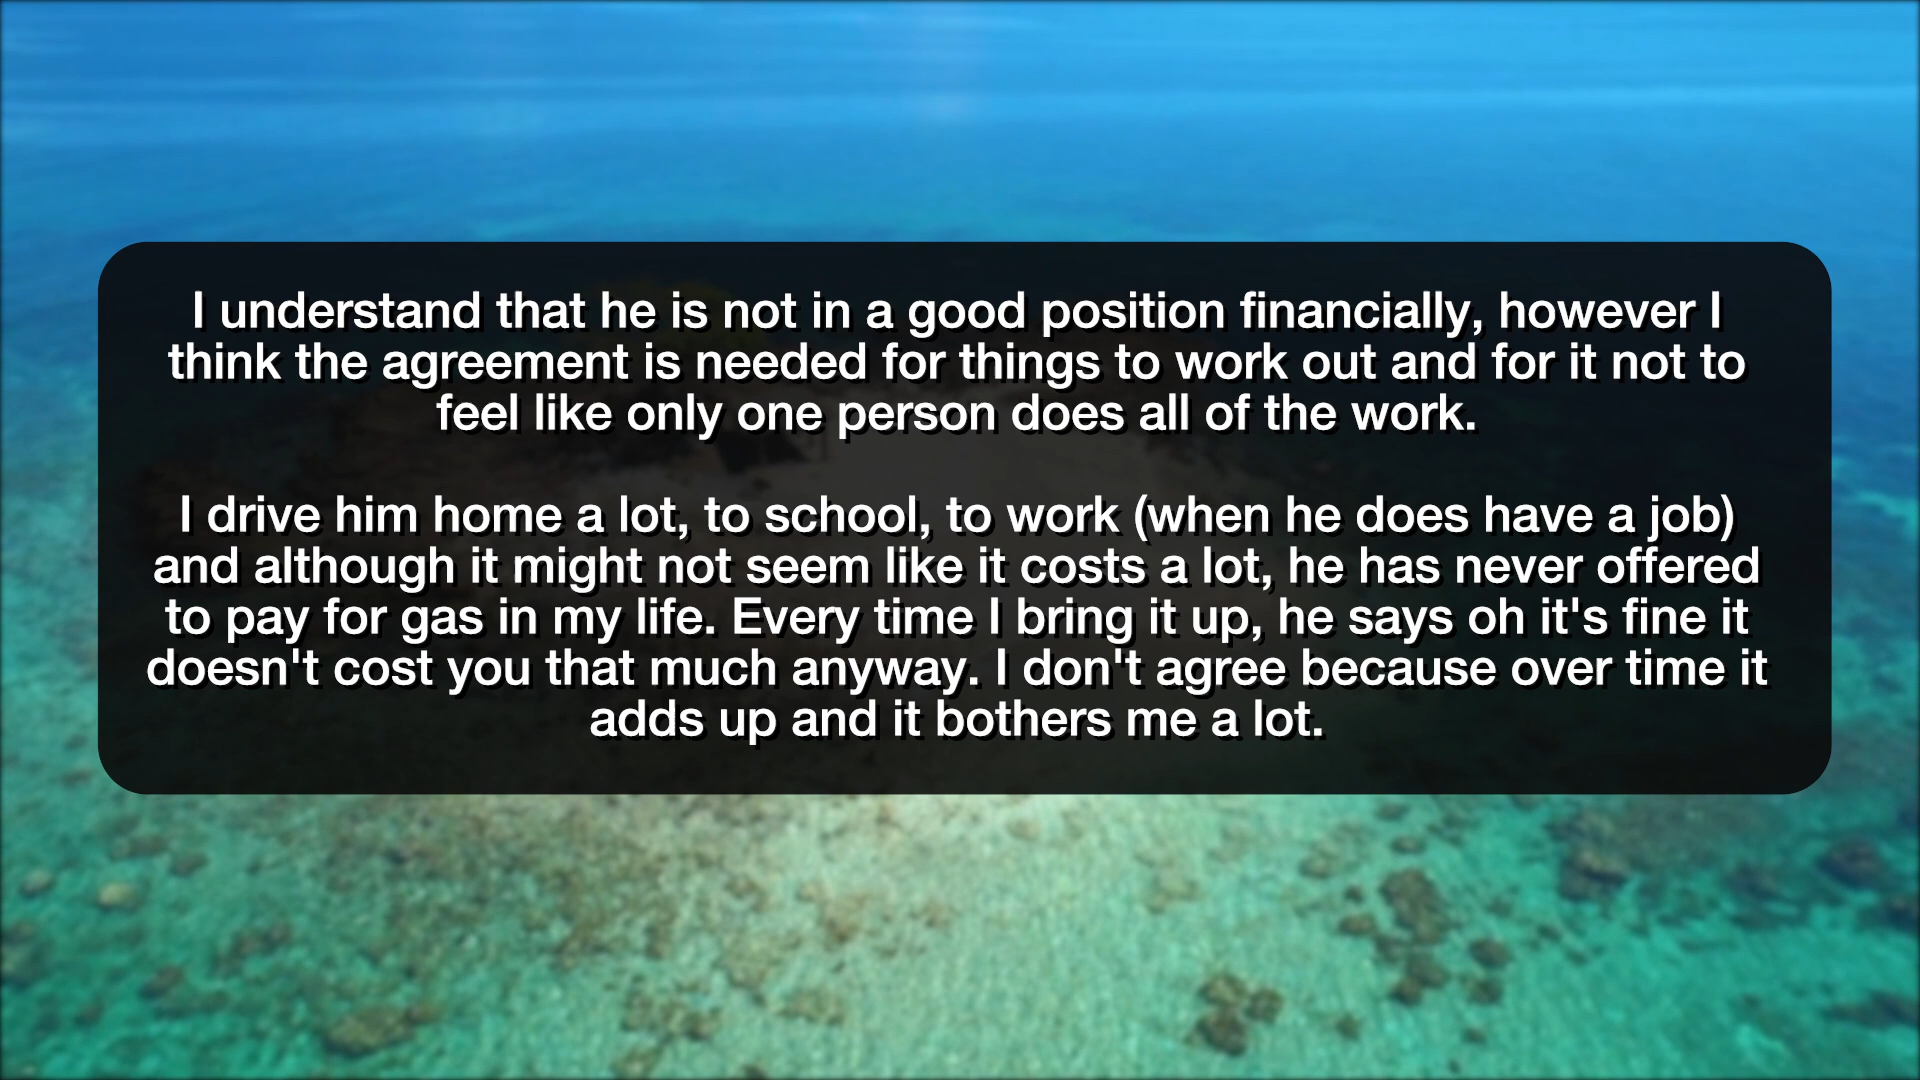 I understand that he is not in a good position financially, however I
think the agreement is needed for things to work out and for it not to
feel like only one person does all of the work.
I drive him home a lot, to school, to work (when he does have a job)
and although it might not seem like it costs a lot, he has never offered
to pay for gas in my life. Every time I bring it up, he says oh it's fine it
doesn't cost you that much anyway. I don't agree because over time it
adds up and it bothers me a lot.